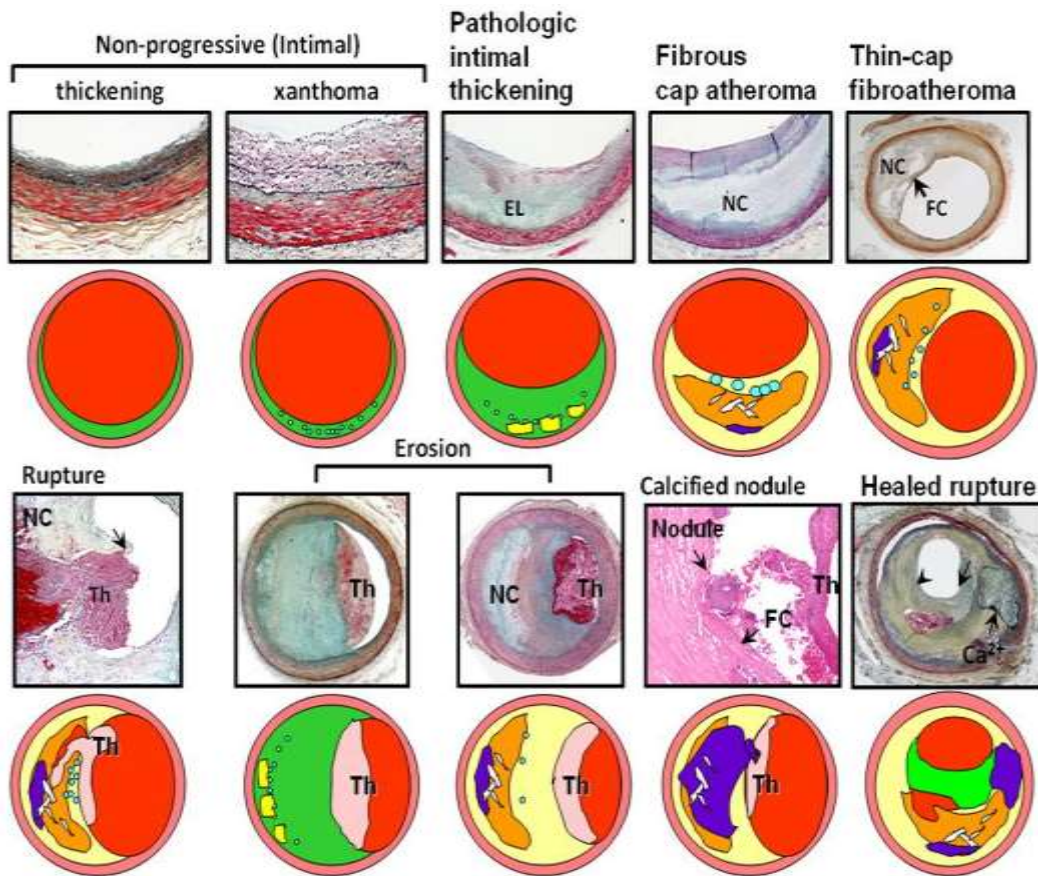 Non-progressive (Intimal)
thickening
xanthoma
Pathologic
intimal
thickening
Fibrous
cap atheroma
Thin-cap
fibroatheroma
EL
NC
NC
FC
Rupture
Erosion
Calcified nodule
Healed rupture
NC
Th
Th
NC
Th
Nodule
FC
Th
Ca2+
Th
Th
Th
Th